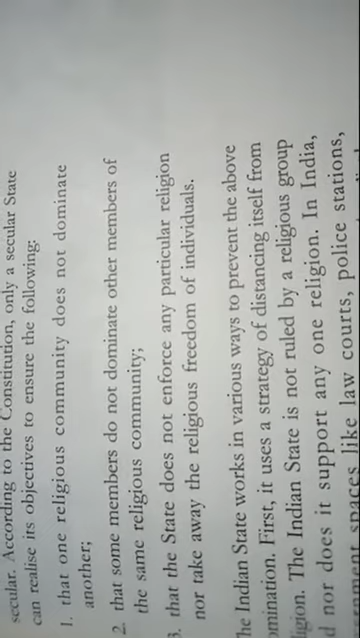 secular. According to the Constitution, only a secular State
can realise its objectives to ensure the following:
1. that one religious community does not dominate
another;
2. that some members do not dominate other members of
the same religious community;
3. that the State does not enforce any particular religion
nor take away the religious freedom of individuals.
he Indian State works in various ways to prevent the above
mination. First, it uses a strategy of distancing itself from
igion. The Indian State is not ruled by a religious group
d nor does it support any one religion. In India,
ernment spaces like law courts, police stations,